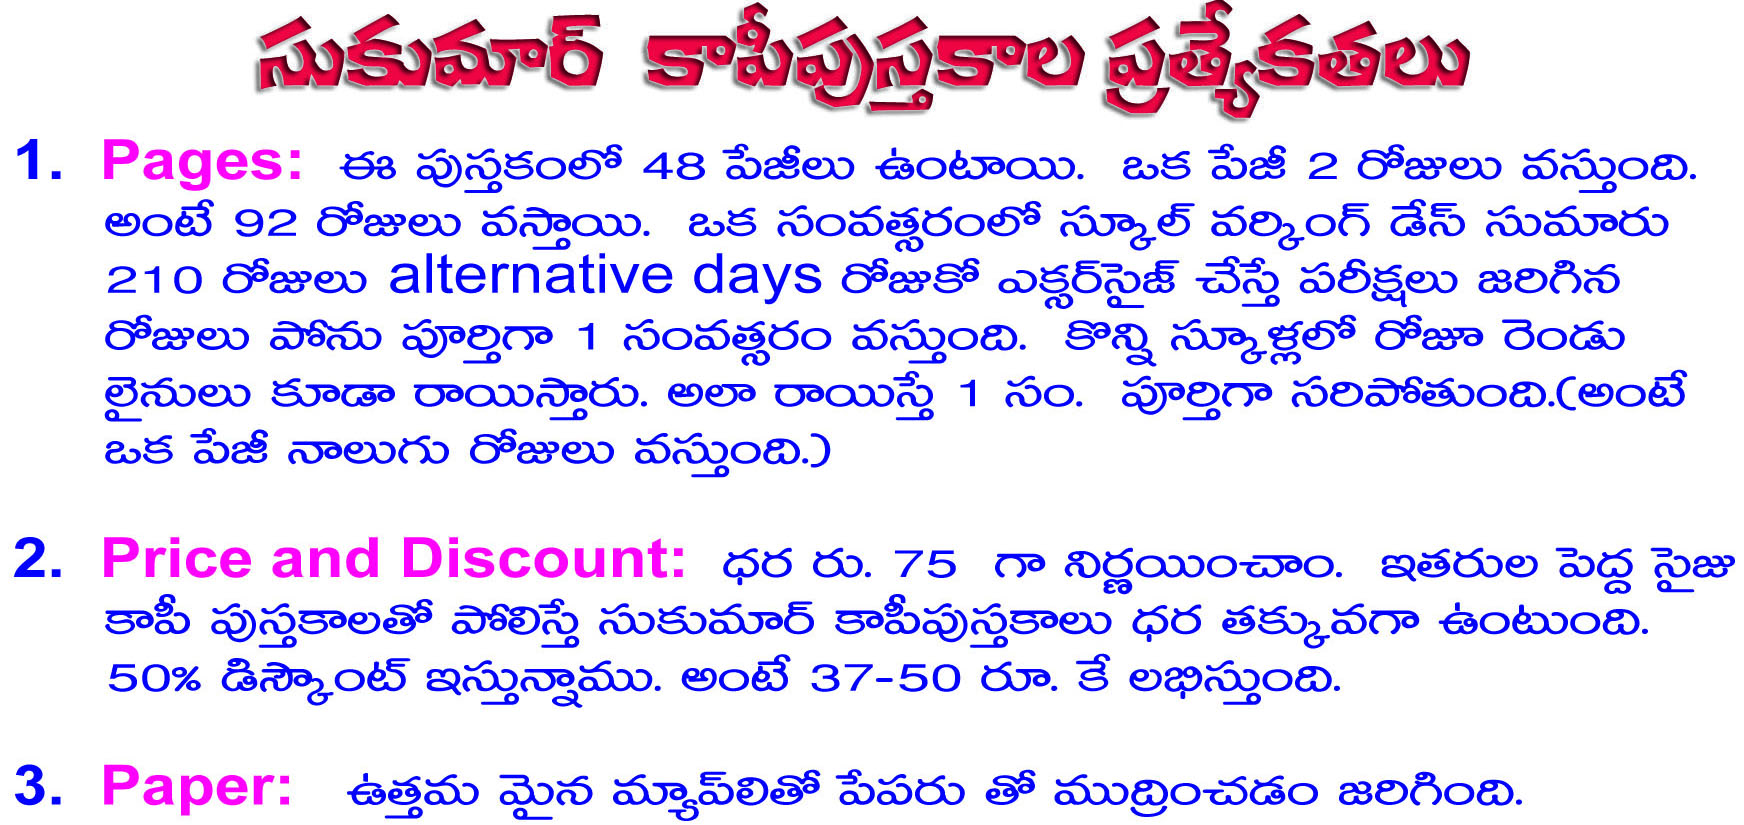 సుకుమార్ కాపీపుస్తకాల ప్రత్యేకతలు
1. Pages: ఈ పుస్తకంలో 48 పేజీలు ఉంటాయి. ఒక పేజీ 2 రోజులు వస్తుంది.
అంటే 92 రోజులు వస్తాయి. ఒక సంవత్సరంలో స్కూల్ వర్కింగ్ డేస్ సుమారు
210 రోజులు alternative days రోజుకో ఎక్సర్‌సైజ్ చేస్తే పరీక్షలు జరిగిన
రోజులు పోను పూర్తిగా 1 సంవత్సరం వస్తుంది. కొన్ని స్కూళ్లలో రోజూ రెండు
లైనులు కూడా రాయిస్తారు. అలా రాయిస్తే 1 సం. పూర్తిగా సరిపోతుంది.(అంటే
ఒక పేజీ నాలుగు రోజులు వస్తుంది.)
2. Price and Discount: ధర రు. 75 గా నిర్ణయించాం. ఇతరుల పెద్ద సైజు
కాపీ పుస్తకాలతో పోలిస్తే సుకుమార్ కాపీపుస్తకాలు ధర తక్కువగా ఉంటుంది.
50% డిస్కౌంట్ ఇస్తున్నాము. అంటే 37-50 రూ. కే లభిస్తుంది.
3. Paper: ఉత్తమ మైన మ్యాప్‌లితో పేపరు తో ముద్రించడం జరిగింది.